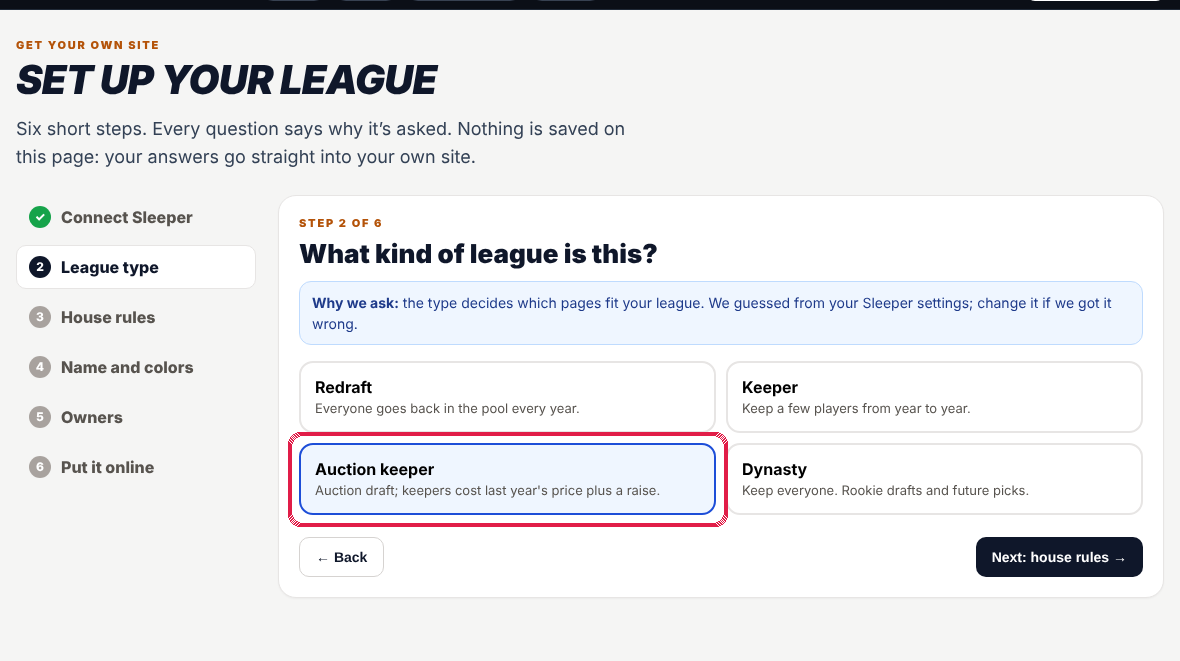 GET YOUR OWN SITE
SET UP YOUR LEAGUE
Six short steps. Every question says why it’s asked. Nothing is saved on
this page: your answers go straight into your own site.
Connect Sleeper
2 League type
3 House rules
4 Name and colors
5 Owners
6 Put it online
STEP 2 OF 6
What kind of league is this?
Why we ask: the type decides which pages fit your league. We guessed from your Sleeper settings; change it if we got it
wrong.
Redraft
Everyone goes back in the pool every year.
Keeper
Keep a few players from year to year.
Auction keeper
Auction draft; keepers cost last year's price plus a raise.
Dynasty
Keep everyone. Rookie drafts and future picks.
← Back
Next: house rules →